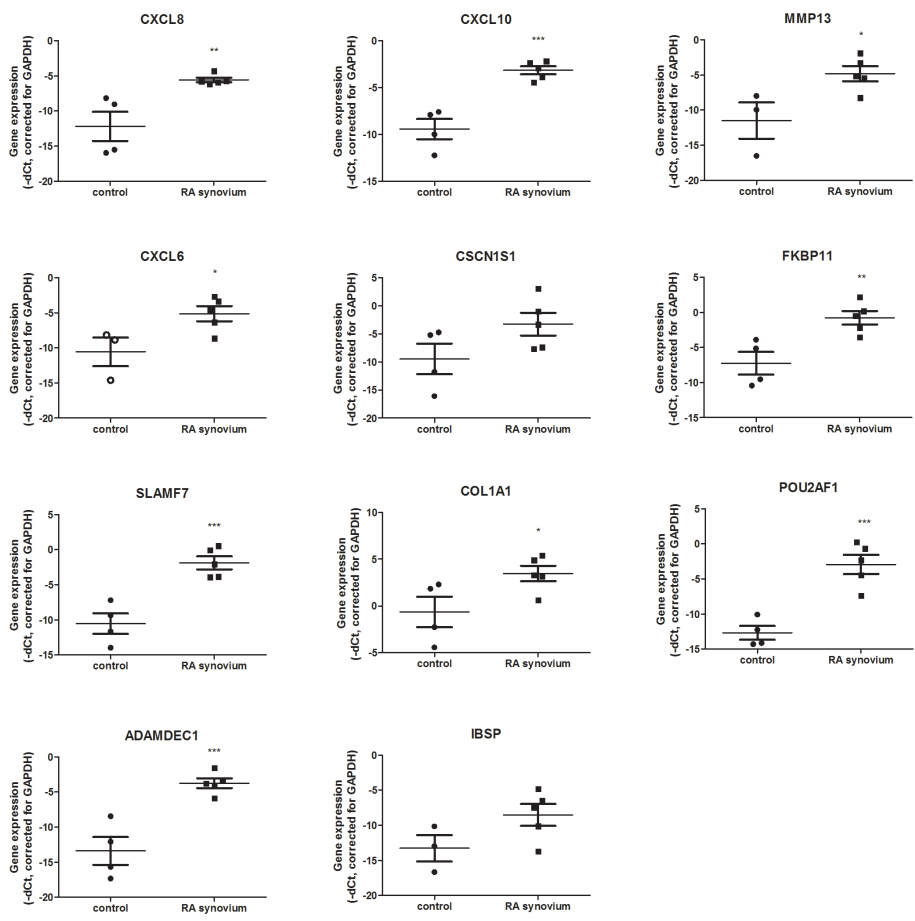 CXCL8
CXCL10
MMP13
Gene expression
(-dCt, corrected for GAPDH)
0
-5
-10
-15
-20
**
control
RA synovium
Gene expression
(-dCt, corrected for GAPDH)
0
-5
-10
-15
***
control
RA synovium
Gene expression
(-dCt, corrected for GAPDH)
0
-5
-10
-15
-20
*
control
RA synovium
CXCL6
CSCN1S1
FKBP11
Gene expression
(-dCt, corrected for GAPDH)
0
-5
-10
-15
-20
*
control
RA synovium
Gene expression
(-dCt, corrected for GAPDH)
5
0
-5
-10
-15
-20
control
RA synovium
Gene expression
(-dCt, corrected for GAPDH)
5
0
-5
-10
-15
**
control
RA synovium
SLAMF7
COL1A1
POU2AF1
Gene expression
(-dCt, corrected for GAPDH)
5
0
-5
-10
-15
***
control
RA synovium
Gene expression
(-dCt, corrected for GAPDH)
10
5
0
-5
*
control
RA synovium
Gene expression
(-dCt, corrected for GAPDH)
5
0
-5
-10
-15
***
control
RA synovium
ADAMDEC1
IBSP
Gene expression
(-dCt, corrected for GAPDH)
0
-5
-10
-15
-20
***
control
RA synovium
Gene expression
(-dCt, corrected for GAPDH)
0
-5
-10
-15
-20
control
RA synovium